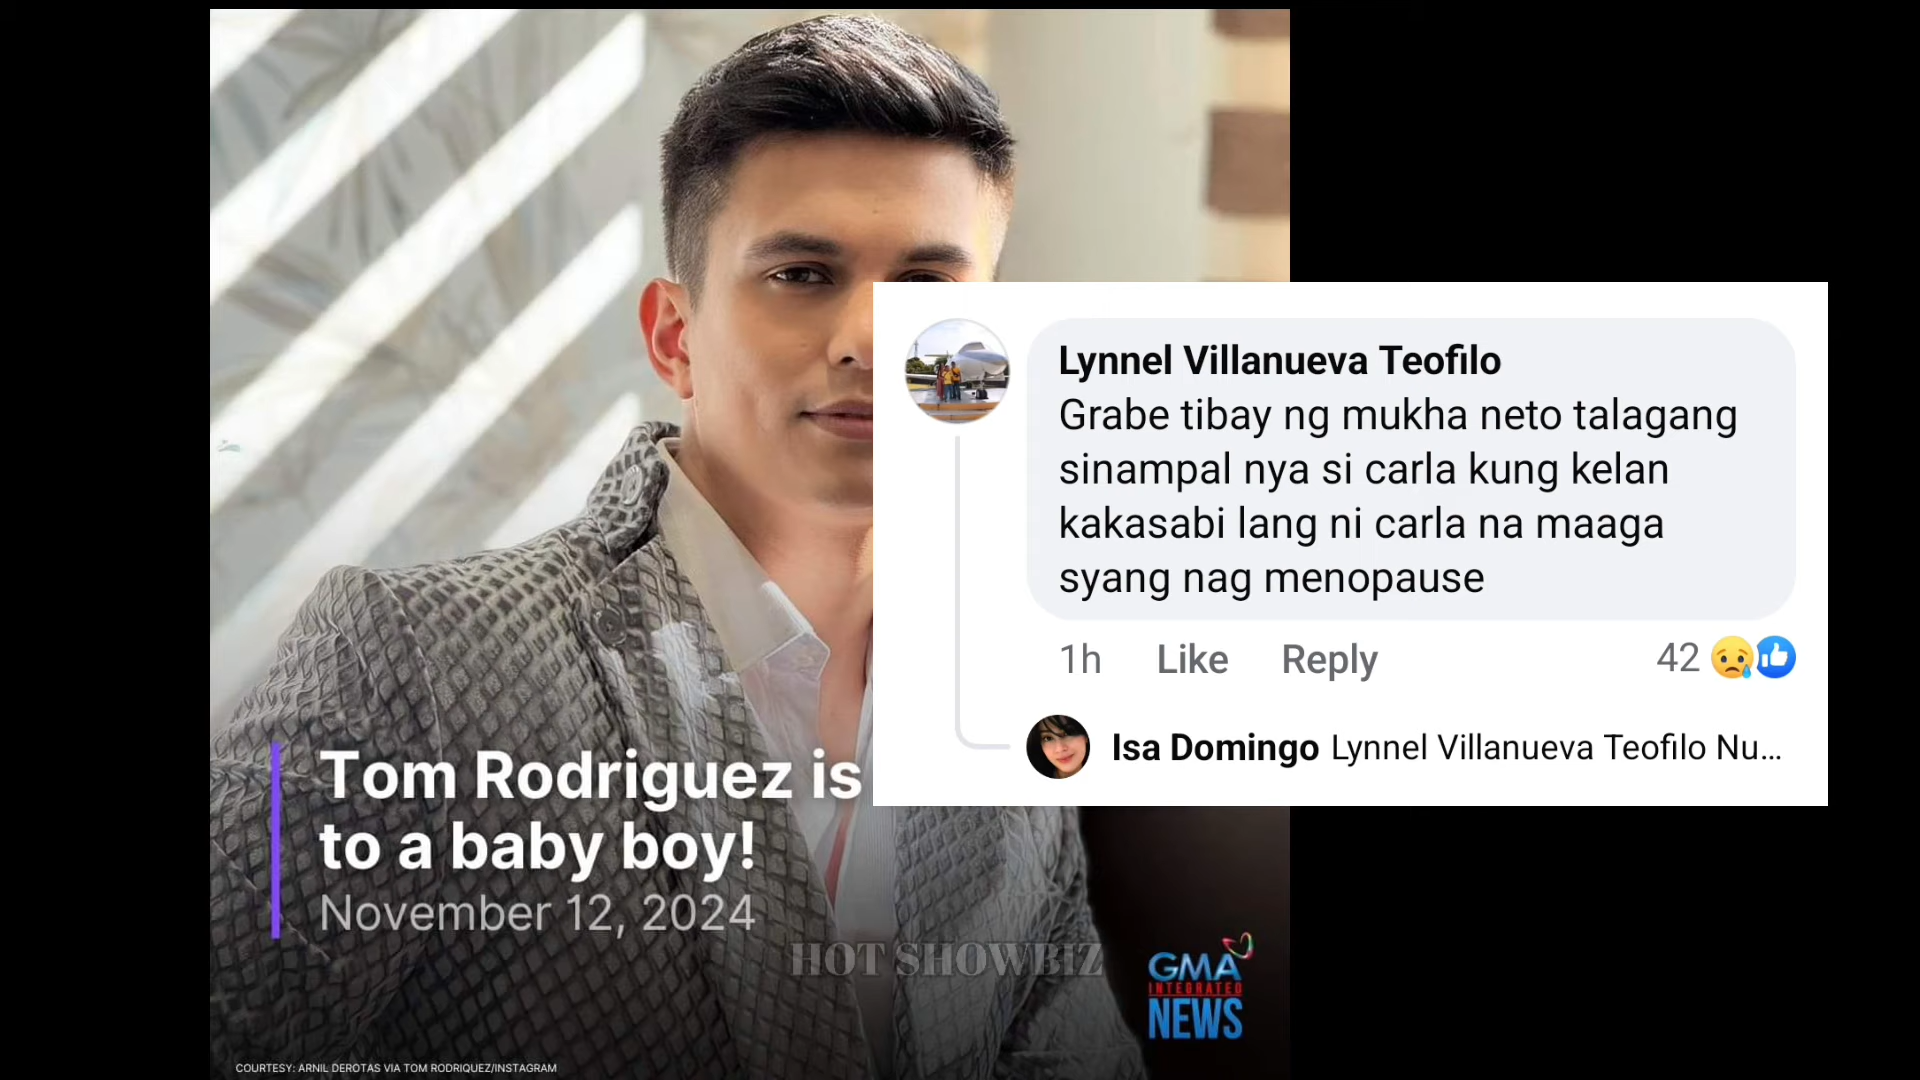 Lynnel Villanueva Teofilo
Grabe tibay ng mukha neto talagang
sinampal nya si carla kung kelan
kakasabi lang ni carla na maaga
syang nag menopause
1h Like Reply 42
Isa Domingo Lynnel Villanueva Teofilo Nu...
Tom Rodriguez is
to a baby boy!
November 12, 2024
HOT SHOWBIZ
GMA
INTEGRATED
NEWS
COURTESY: ARNIL DEROTAS VIA TOM RODRIQUEZ/INSTAGRAM